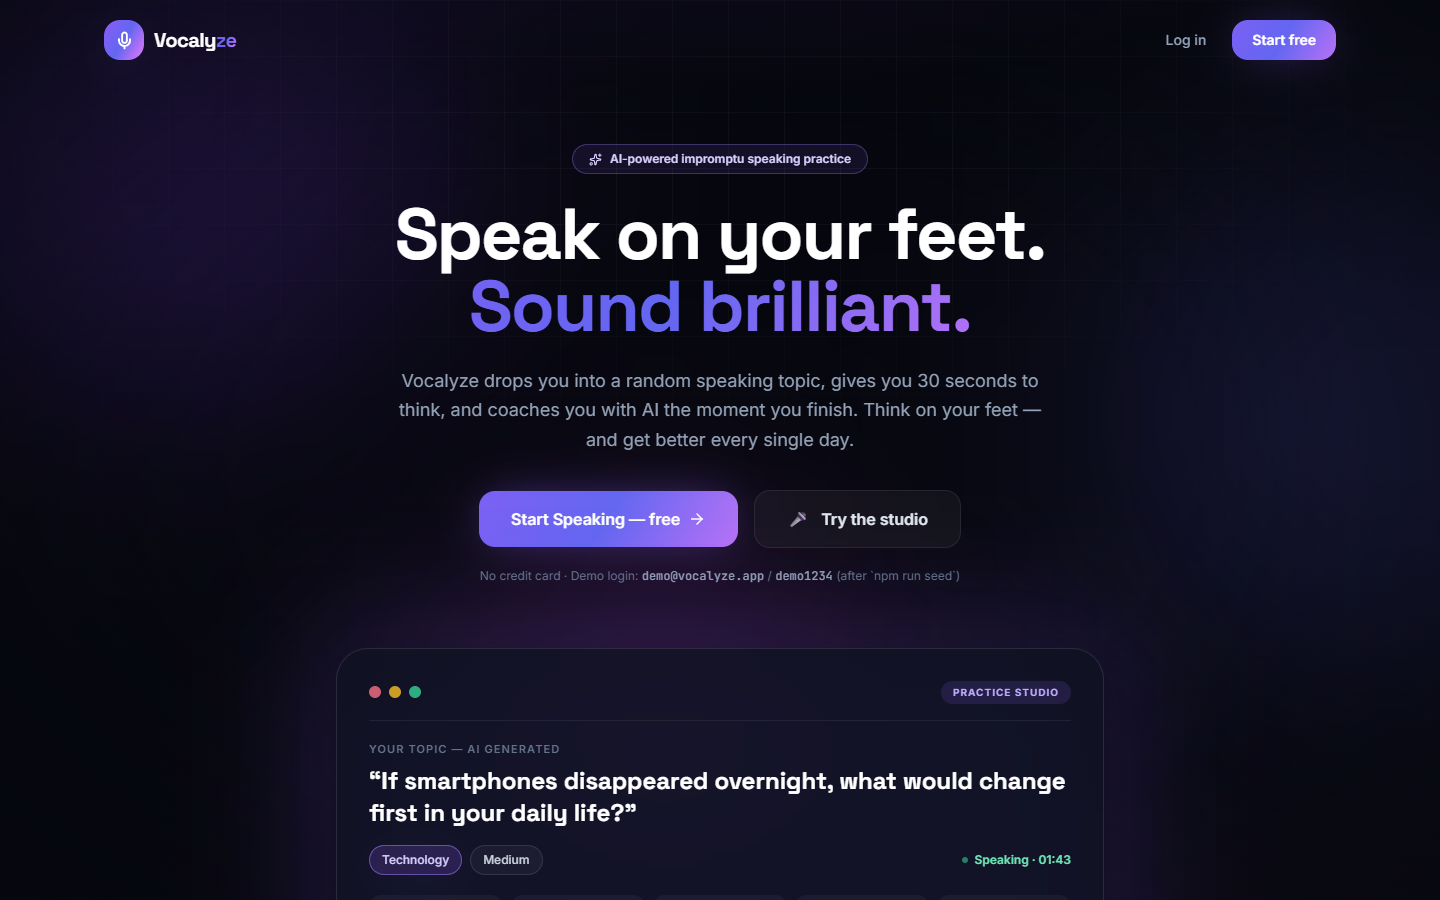 Vocalyze
Log in
Start free
AI-powered impromptu speaking practice
Speak on your feet.
Sound brilliant.
Vocalyze drops you into a random speaking topic, gives you 30 seconds to
think, and coaches you with AI the moment you finish. Think on your feet —
and get better every single day.
Start Speaking — free →
Try the studio
No credit card · Demo login: demo@vocalyze.app / demo1234 (after `npm run seed`)
PRACTICE STUDIO
YOUR TOPIC — AI GENERATED
“If smartphones disappeared overnight, what would change
first in your daily life?”
Technology
Medium
Speaking · 01:43